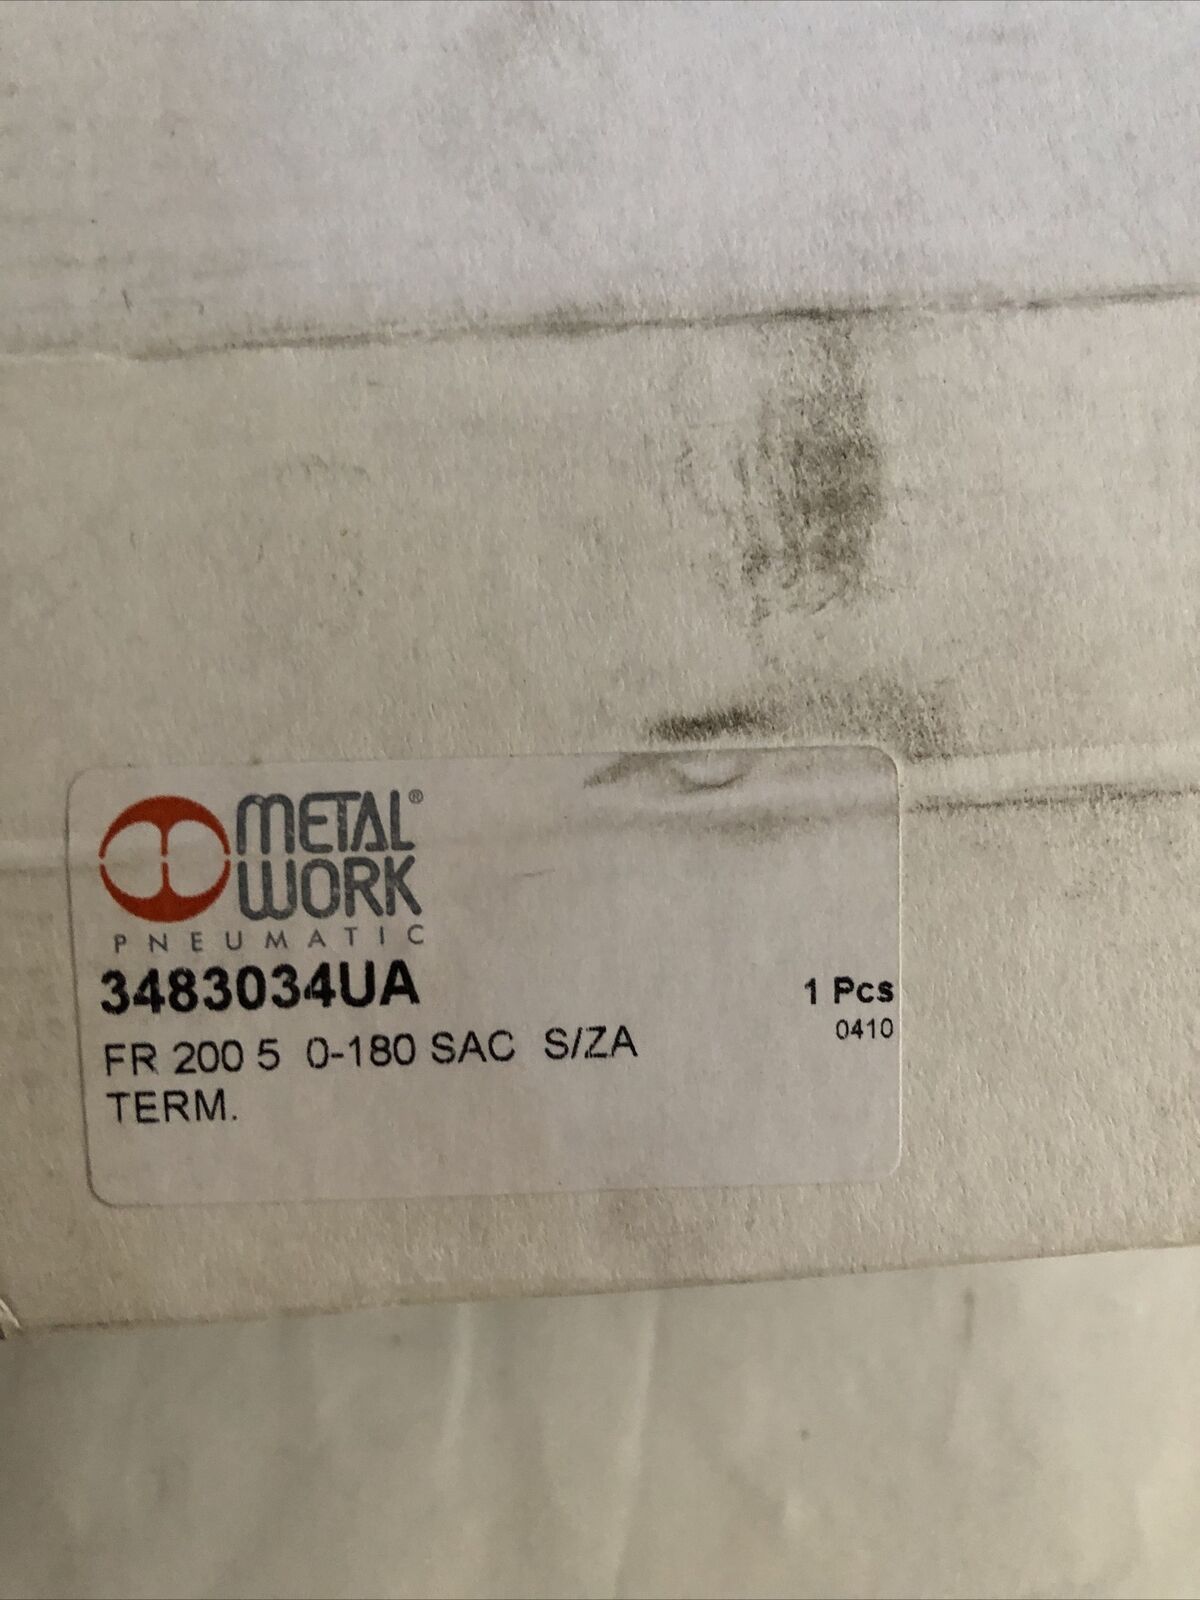 METAL®
WORK
PNEUMATIC
3483034UA
1 Pcs
0410
FR 200 5 0-180 SAC S/ZA
TERM.